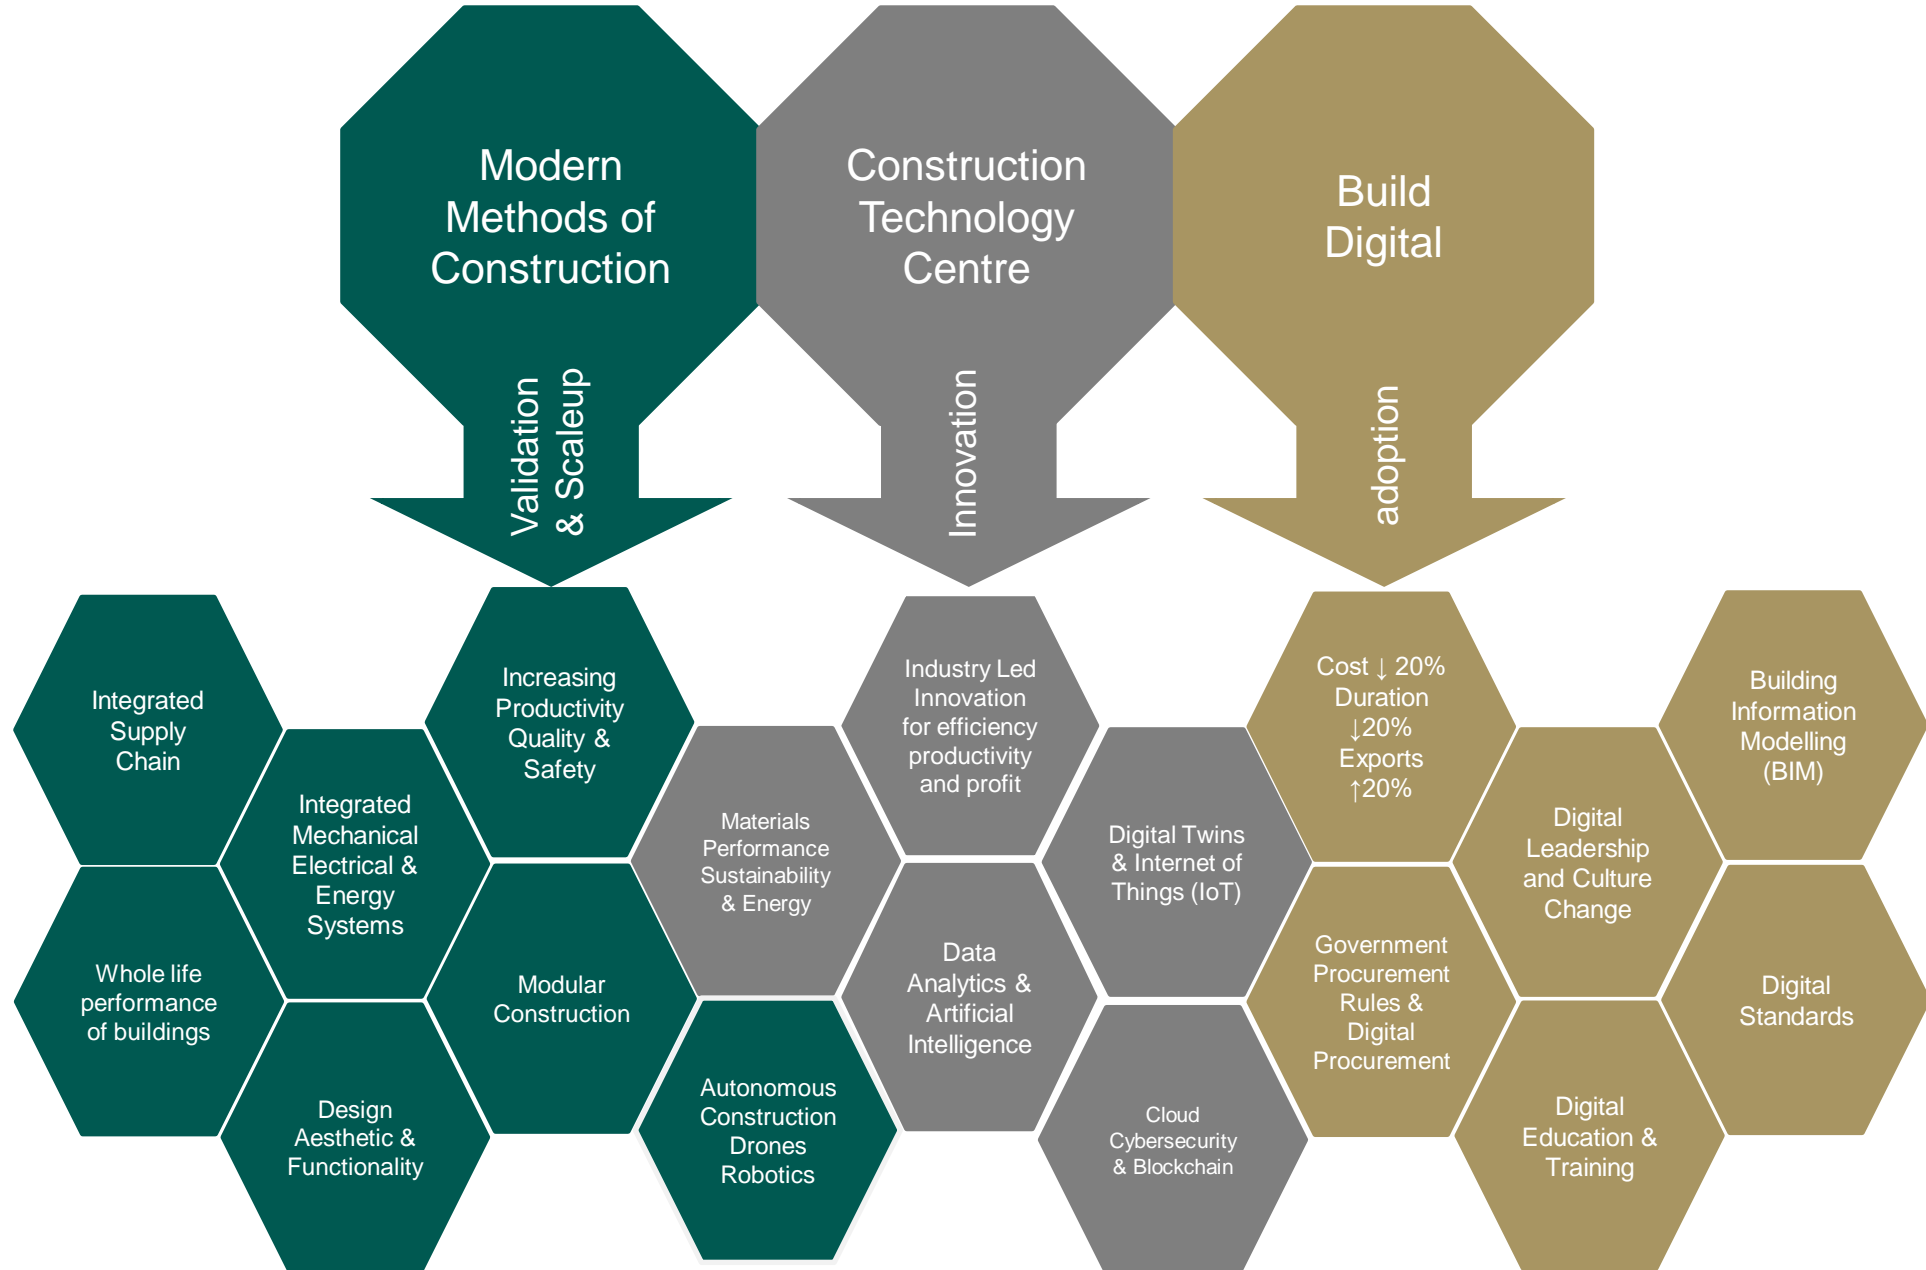 Modern
Methods of
Construction
Construction
Technology
Centre
Build
Digital
Validation
& Scaleup
Innovation
adoption
Integrated
Supply
Chain
Increasing
Productivity
Quality &
Safety
Industry Led
Innovation
for efficiency
productivity
and profit
Cost ↓ 20%
Duration
↓20%
Exports
↑20%
Building
Information
Modelling
(BIM)
Integrated
Mechanical
Electrical &
Energy
Systems
Materials
Performance
Sustainability
& Energy
Digital Twins
& Internet of
Things (IoT)
Digital
Leadership
and Culture
Change
Whole life
performance
of buildings
Modular
Construction
Data
Analytics &
Artificial
Intelligence
Government
Procurement
Rules &
Digital
Procurement
Digital
Standards
Design
Aesthetic &
Functionality
Autonomous
Construction
Drones
Robotics
Cloud
Cybersecurity
& Blockchain
Digital
Education &
Training